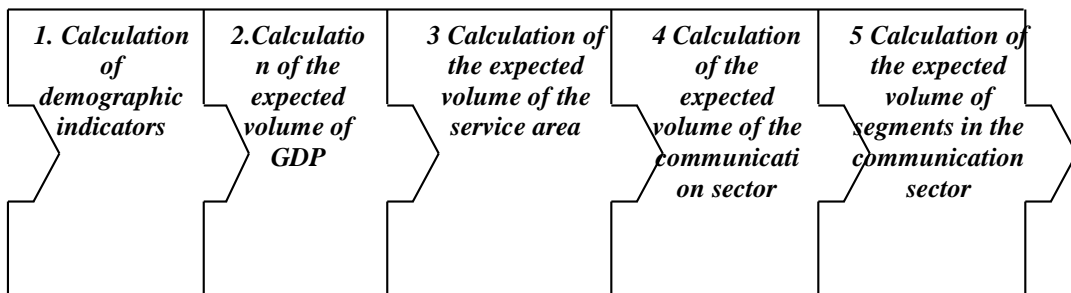 1. Calculation
of
demographic
indicators
2.Calculatio
n of the
expected
volume of
GDP
3 Calculation of
the expected
volume of the
service area
4 Calculation
of the
expected
volume of the
communicati
on sector
5 Calculation of
the expected
volume of
segments in the
communication
sector